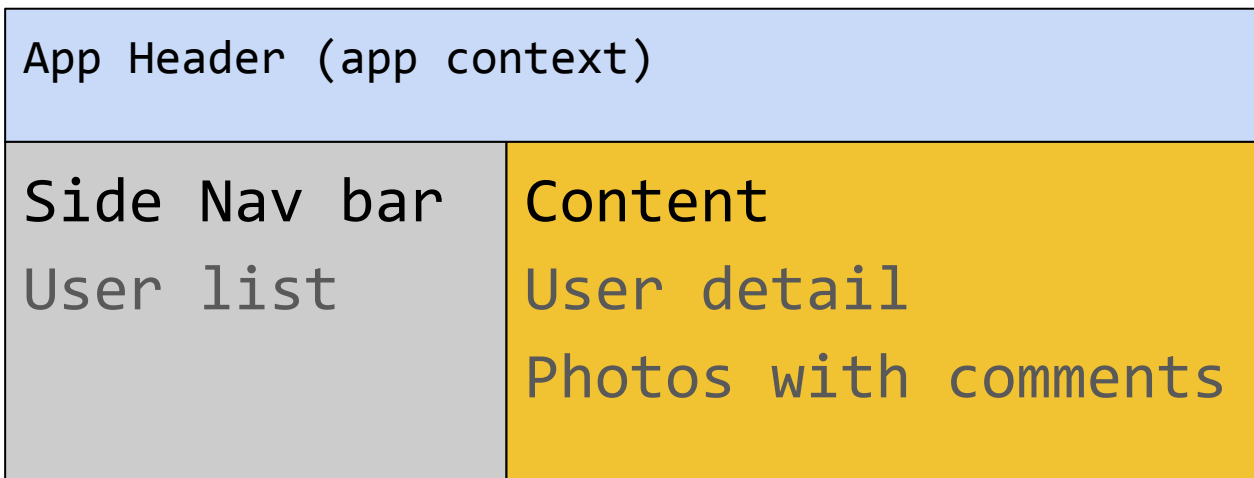 App Header (app context)
Side Nav bar
User list
Content
User detail
Photos with comments